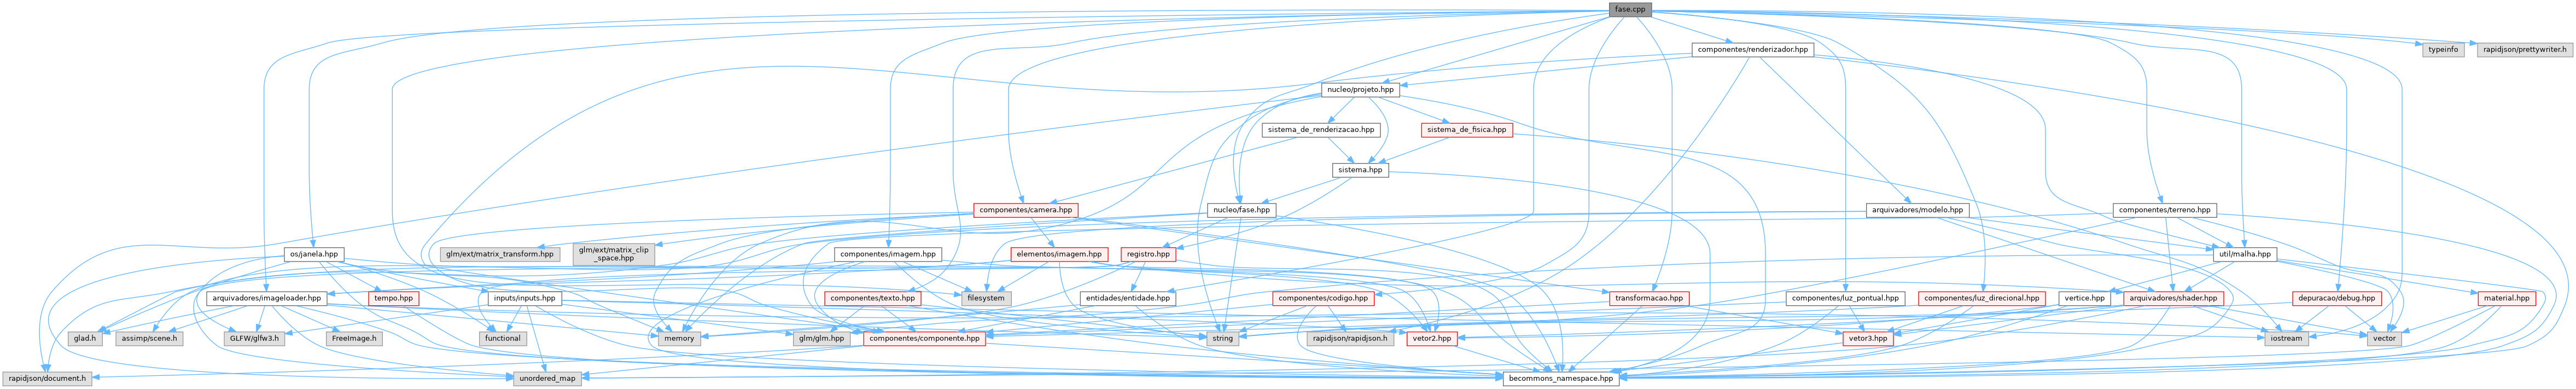 fase.cpp
componentes/renderizador.hpp
typeinfo
rapidjson/prettywriter.h
nucleo/projeto.hpp
sistema_de_renderizacao.hpp
sistema_de_fisica.hpp
sistema.hpp
componentes/camera.hpp
nucleo/fase.hpp
arquivadores/modelo.hpp
componentes/terreno.hpp
os/janela.hpp
glm/ext/matrix_transform.hpp
glm/ext/matrix_clip
_space.hpp
componentes/imagem.hpp
elementos/imagem.hpp
registro.hpp
util/malha.hpp
arquivadores/imageloader.hpp
tempo.hpp
inputs/inputs.hpp
componentes/texto.hpp
filesystem
entidades/entidade.hpp
componentes/codigo.hpp
transformacao.hpp
componentes/luz_pontual.hpp
componentes/luz_direcional.hpp
vertice.hpp
arquivadores/shader.hpp
depuracao/debug.hpp
material.hpp
glad.h
assimp/scene.h
GLFW/glfw3.h
FreeImage.h
functional
memory
glm/glm.hpp
componentes/componente.hpp
string
rapidjson/rapidjson.h
vetor2.hpp
vetor3.hpp
iostream
vector
rapidjson/document.h
unordered_map
becommons_namespace.hpp